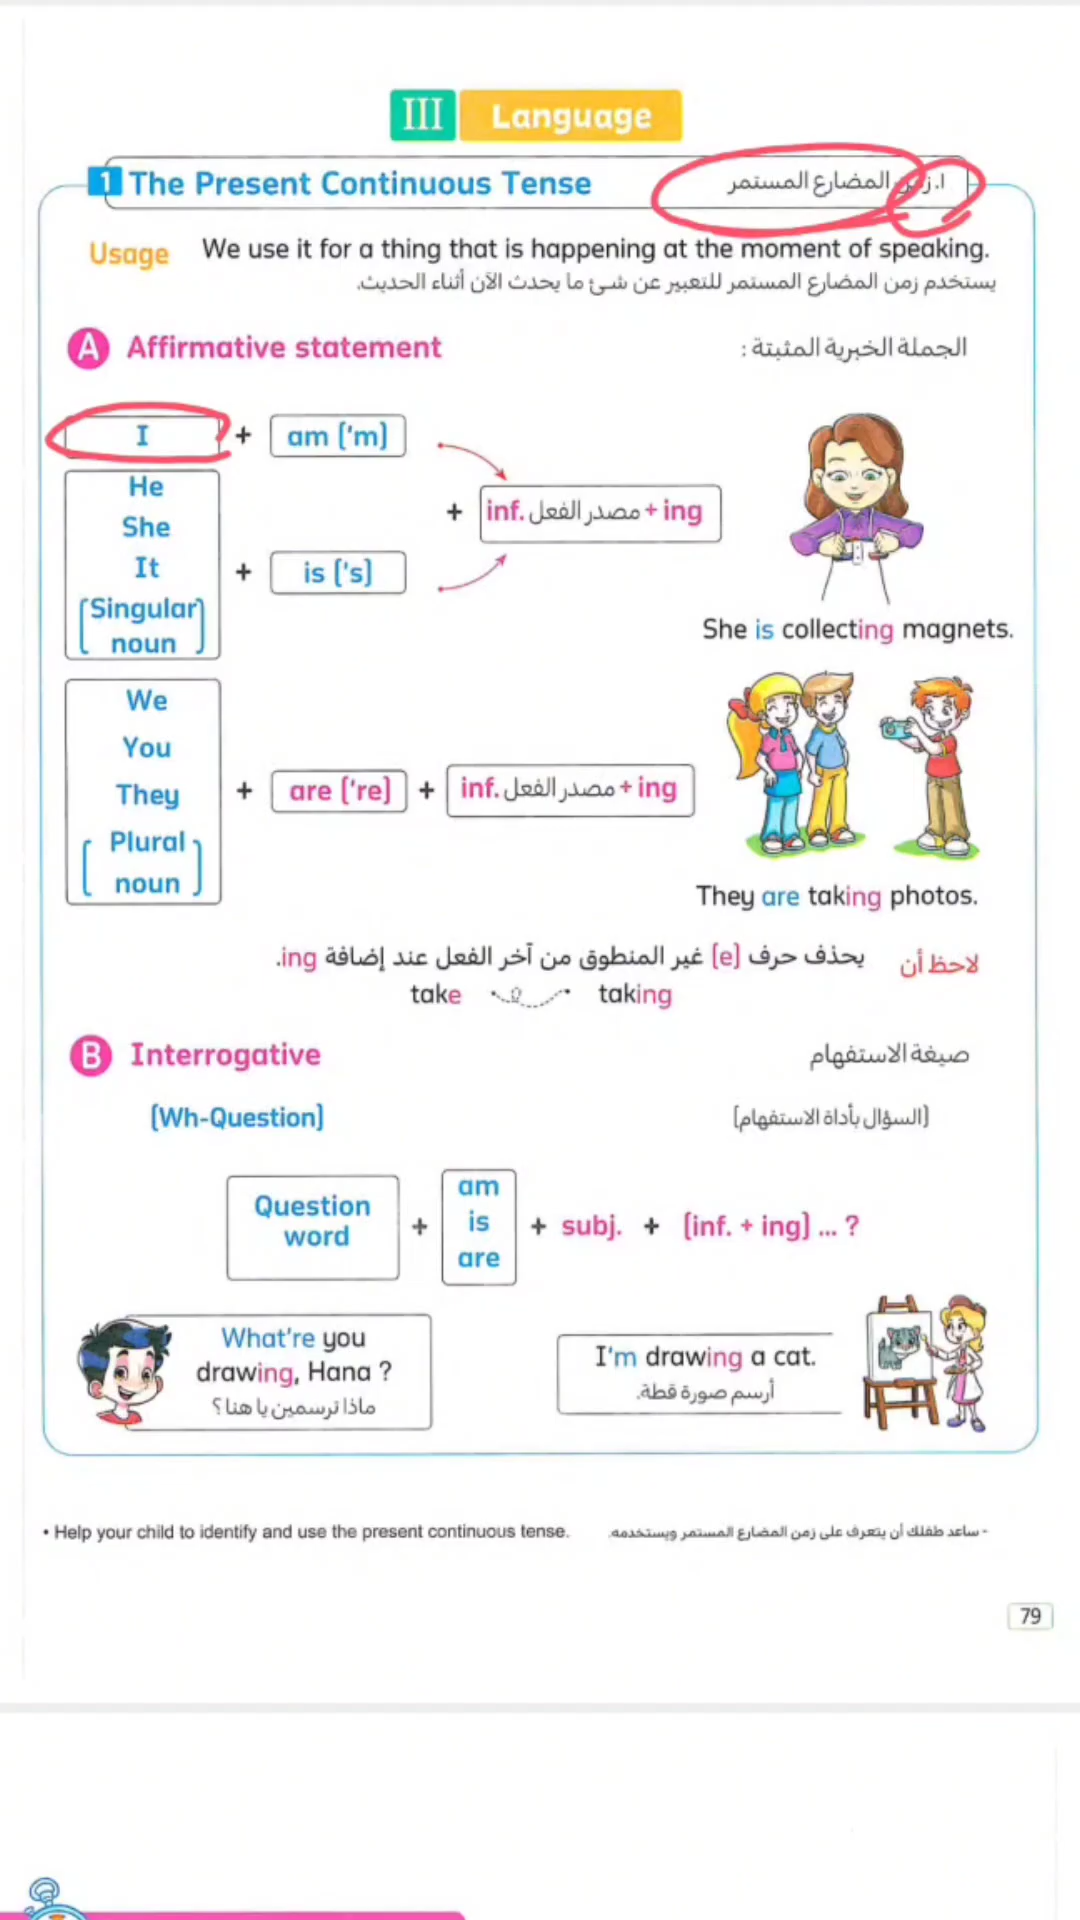 III Language
1 The Present Continuous Tense ١. زمن المضارع المستمر
Usage We use it for a thing that is happening at the moment of speaking.
يستخدم زمن المضارع المستمر للتعبير عن شئ ما يحدث الآن أثناء الحديث.
A Affirmative statement الجملة الخبرية المثبتة :
I + am ('m)
He
She
It
(Singular noun)
+ is ('s)
+ inf. مصدر الفعل + ing
She is collecting magnets.
We
You
They
(Plural noun)
+ are ('re) + inf. مصدر الفعل + ing
They are taking photos.
لاحظ أن يحذف حرف (e) غير المنطوق من آخر الفعل عند إضافة ing.
take taking
B Interrogative صيغة الاستفهام
(Wh-Question) (السؤال بأداة الاستفهام)
Question word + am is are + subj. + (inf. + ing) ... ?
What're you
drawing, Hana ?
ماذا ترسمين يا هنا؟
I'm drawing a cat.
أرسم صورة قطة.
• Help your child to identify and use the present continuous tense. - ساعد طفلك أن يتعرف على زمن المضارع المستمر ويستخدمه.
79